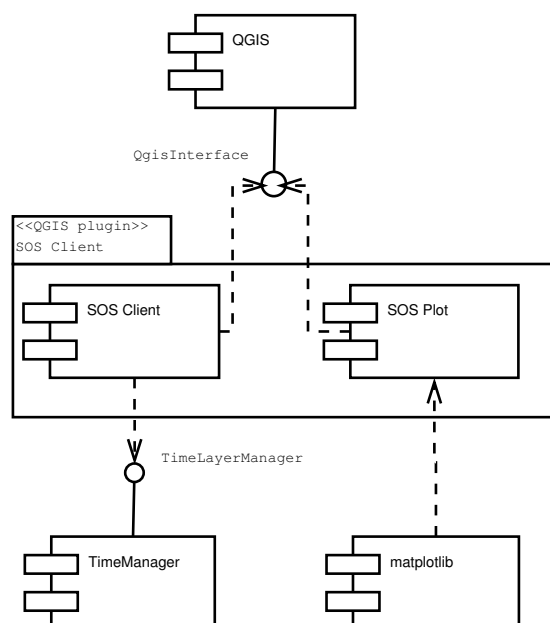 QGIS
QgisInterface
<<QGIS plugin>>
SOS Client
SOS Client
SOS Plot
TimeLayerManager
TimeManager
matplotlib